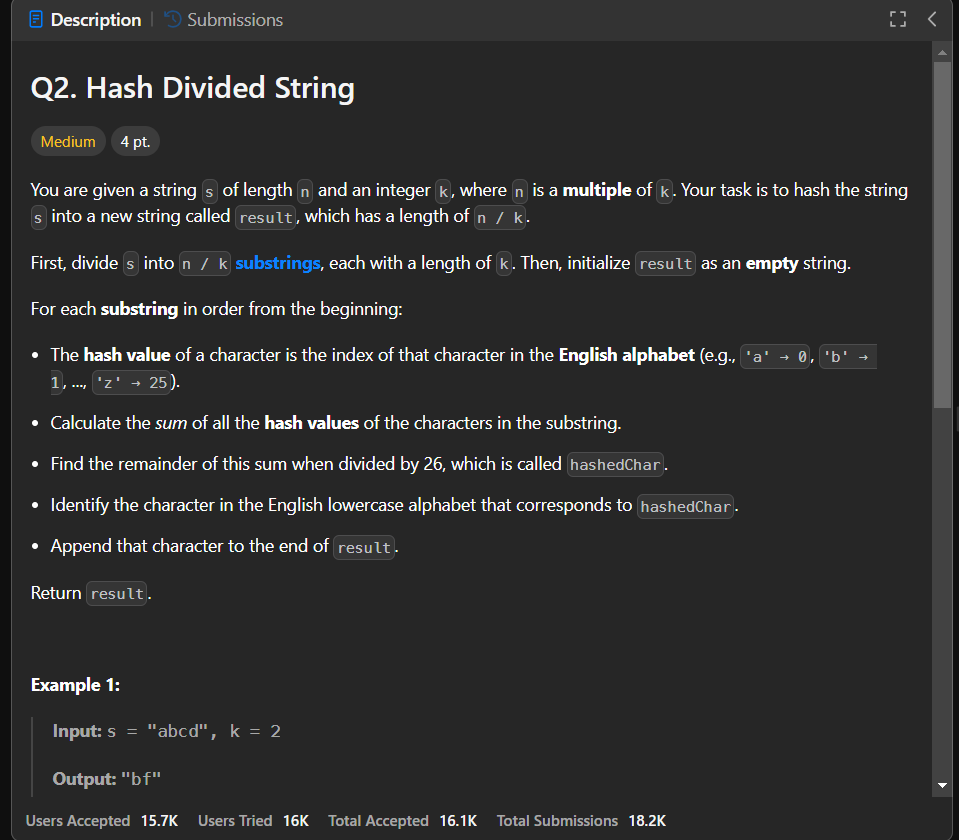 Description | Submissions
Q2. Hash Divided String
Medium 4 pt.
You are given a string s of length n and an integer k, where n is a multiple of k. Your task is to hash the string
s into a new string called result, which has a length of n / k.
First, divide s into n / k substrings, each with a length of k. Then, initialize result as an empty string.
For each substring in order from the beginning:
• The hash value of a character is the index of that character in the English alphabet (e.g., 'a' → 0, 'b' →
1, ..., 'z' → 25).
• Calculate the sum of all the hash values of the characters in the substring.
• Find the remainder of this sum when divided by 26, which is called hashedChar.
• Identify the character in the English lowercase alphabet that corresponds to hashedChar.
• Append that character to the end of result.
Return result.
Example 1:
Input: s = "abcd", k = 2
Output: "bf"
Users Accepted 15.7K Users Tried 16K Total Accepted 16.1K Total Submissions 18.2K